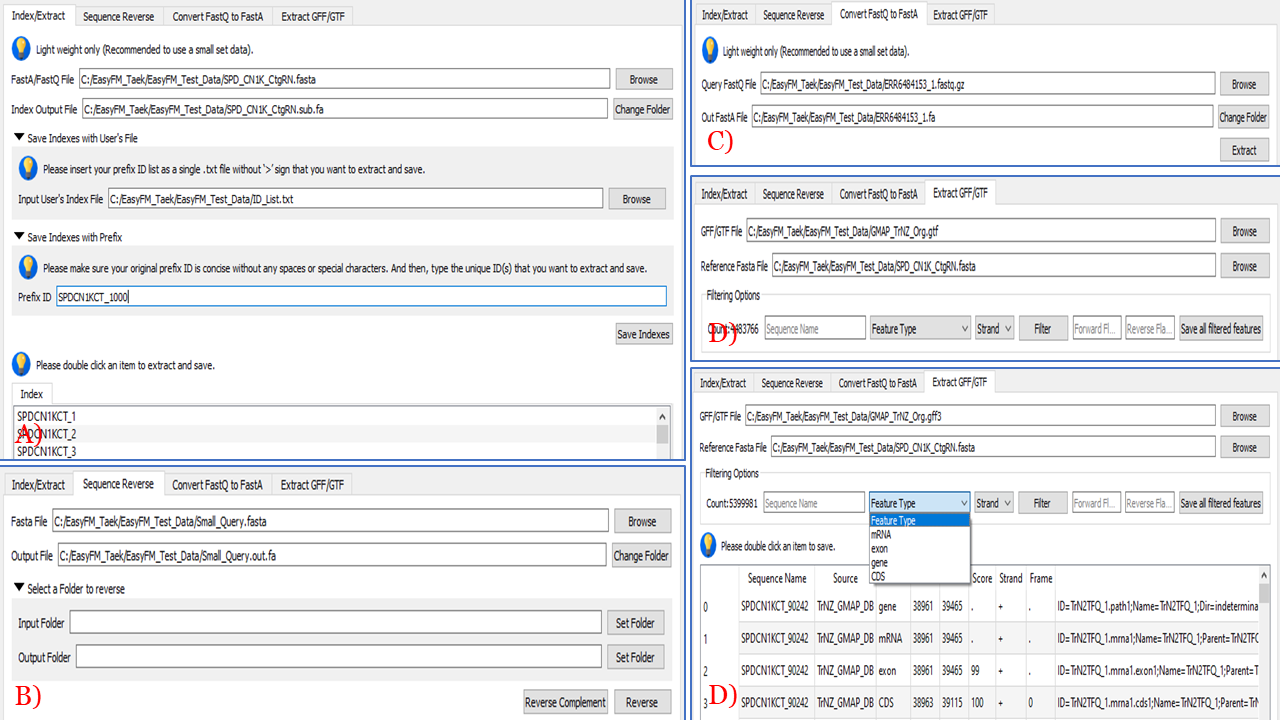 Index/Extract Sequence Reverse Convert FastQ to FastA Extract GFF/GTF
Light weight only (Recommended to use a small set data).
FastA/FastQ File C:/EasyFM_Taek/EasyFM_Test_Data/SPD_CN1K_CtgRN.fasta Browse
Index Output File C:/EasyFM_Taek/EasyFM_Test_Data/SPD_CN1K_CtgRN.sub.fa Change Folder
Save Indexes with User's File
Please insert your prefix ID list as a single .txt file without '>' sign that you want to extract and save.
Input User's Index File C:/EasyFM_Taek/EasyFM_Test_Data/ID_List.txt Browse
Save Indexes with Prefix
Please make sure your original prefix ID is concise without any spaces or special characters. And then, type the unique ID(s) that you want to extract and save.
Prefix ID SPDCN1KCT_1000
Save Indexes
Please double click an item to extract and save.
Index
SPDCN1KCT_1
SPDCN1KCT_2
SPDCN1KCT_3
A)
Index/Extract Sequence Reverse Convert FastQ to FastA Extract GFF/GTF
Fasta File C:/EasyFM_Taek/EasyFM_Test_Data/Small_Query.fasta Browse
Output File C:/EasyFM_Taek/EasyFM_Test_Data/Small_Query.out.fa Change Folder
Select a Folder to reverse
Input Folder Set Folder
Output Folder Set Folder
B)
Reverse Complement Reverse
Index/Extract Sequence Reverse Convert FastQ to FastA Extract GFF/GTF
Light weight only (Recommended to use a small set data).
Query FastQ File C:/EasyFM_Taek/EasyFM_Test_Data/ERR6484153_1.fastq.gz Browse
Out FastA File C:/EasyFM_Taek/EasyFM_Test_Data/ERR6484153_1.fa Change Folder
C)
Extract
Index/Extract Sequence Reverse Convert FastQ to FastA Extract GFF/GTF
GFF/GTF File C:/EasyFM_Taek/EasyFM_Test_Data/GMAP_TrNZ_Org.gtf Browse
Reference Fasta File C:/EasyFM_Taek/EasyFM_Test_Data/SPD_CN1K_CtgRN.fasta Browse
Filtering Options
Count:4483766 Sequence Name Feature Type Strand Filter Forward Fl... Reverse Fla... Save all filtered features
D)
Index/Extract Sequence Reverse Convert FastQ to FastA Extract GFF/GTF
GFF/GTF File C:/EasyFM_Taek/EasyFM_Test_Data/GMAP_TrNZ_Org.gff3 Browse
Reference Fasta File C:/EasyFM_Taek/EasyFM_Test_Data/SPD_CN1K_CtgRN.fasta Browse
Filtering Options
Count:5399981 Sequence Name Feature Type Strand Filter Forward Fl... Reverse Fla... Save all filtered features
Feature Type
mRNA
exon
gene
CDS
Please double click an item to save.
Sequence Name Source Score Strand Frame
0 SPDCN1KCT_90242 TrNZ_GMAP_DB gene 38961 39465 . + . ID=TrN2TFQ_1.path1;Name=TrN2TFQ_1;Dir=indetermina
1 SPDCN1KCT_90242 TrNZ_GMAP_DB mRNA 38961 39465 . + . ID=TrN2TFQ_1.mrna1;Name=TrN2TFQ_1;Parent=TrN2TFQ
2 SPDCN1KCT_90242 TrNZ_GMAP_DB exon 38961 39465 99 + . ID=TrN2TFQ_1.mrna1.exon1;Name=TrN2TFQ_1;Parent=T
3 SPDCN1KCT_90242 TrNZ_GMAP_DB CDS 38963 39115 100 + 0 ID=TrN2TFQ_1.mrna1.cds1;Name=TrN2TFQ_1;Parent=Tr
D)